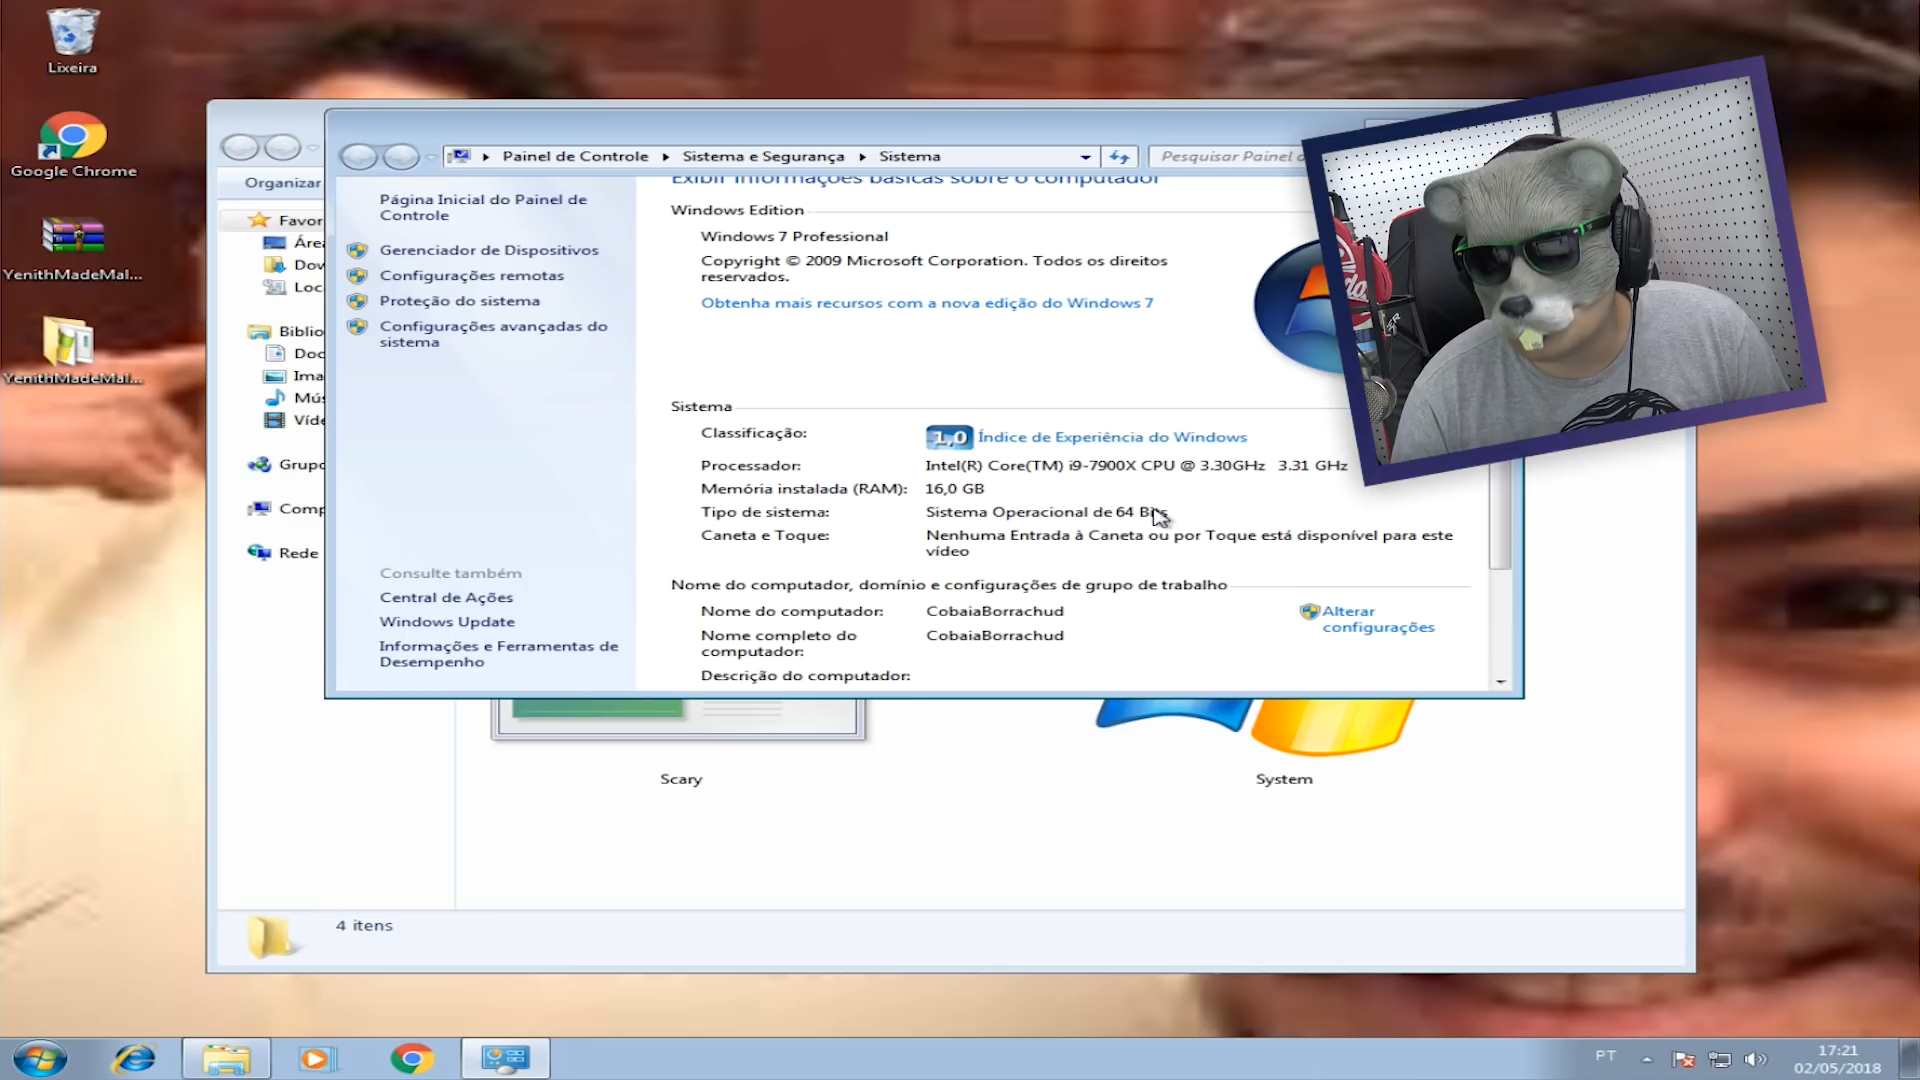 Lixeira
Google Chrome
YenithMadeMal...
YenithMadeMal...
Organizar
Favor
Área
Dow
Loc
Biblio
Doc
Ima
Mús
Víde
Grupo
Comp
Rede
Painel de Controle
Sistema e Segurança
Sistema
Pesquisar Painel
Página Inicial do Painel de
Controle
Gerenciador de Dispositivos
Configurações remotas
Proteção do sistema
Configurações avançadas do
sistema
Consulte também
Central de Ações
Windows Update
Informações e Ferramentas de
Desempenho
Exibir informações básicas sobre o computador
Windows Edition
Windows 7 Professional
Copyright © 2009 Microsoft Corporation. Todos os direitos
reservados.
Obtenha mais recursos com a nova edição do Windows 7
Sistema
Classificação:
1,0 Índice de Experiência do Windows
Processador: Intel(R) Core(TM) i9-7900X CPU @ 3.30GHz 3.31 GHz
Memória instalada (RAM): 16,0 GB
Tipo de sistema: Sistema Operacional de 64 Bits
Caneta e Toque: Nenhuma Entrada à Caneta ou por Toque está disponível para este
vídeo
Nome do computador, domínio e configurações de grupo de trabalho
Nome do computador: CobaiaBorrachud
Alterar
configurações
Nome completo do
computador:
CobaiaBorrachud
Descrição do computador:
Scary
System
4 itens
PT
17:21
02/05/2018